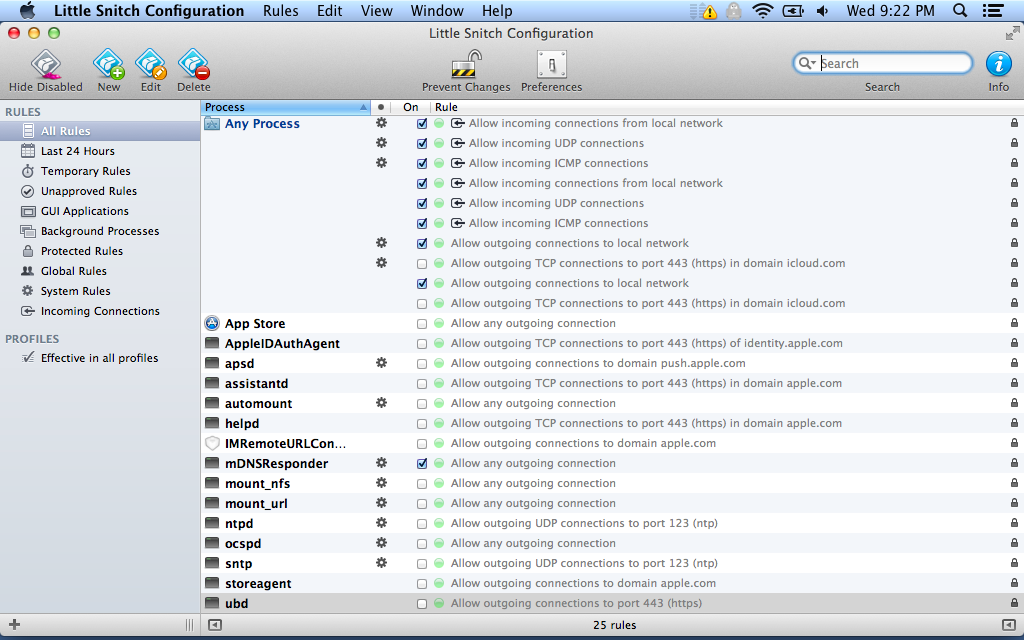 Little Snitch Configuration Rules Edit View Window Help Wed 9:22 PM
Little Snitch Configuration
Hide Disabled New Edit Delete Prevent Changes Preferences Search Search Info
RULES
All Rules
Last 24 Hours
Temporary Rules
Unapproved Rules
GUI Applications
Background Processes
Protected Rules
Global Rules
System Rules
Incoming Connections
PROFILES
Effective in all profiles
Process On Rule
Any Process Allow incoming connections from local network
Allow incoming UDP connections
Allow incoming ICMP connections
Allow incoming connections from local network
Allow incoming UDP connections
Allow incoming ICMP connections
Allow outgoing connections to local network
Allow outgoing TCP connections to port 443 (https) in domain icloud.com
Allow outgoing connections to local network
Allow outgoing TCP connections to port 443 (https) in domain icloud.com
App Store Allow any outgoing connection
AppleIDAuthAgent Allow outgoing TCP connections to port 443 (https) of identity.apple.com
apsd Allow outgoing connections to domain push.apple.com
assistantd Allow outgoing TCP connections to port 443 (https) in domain apple.com
automount Allow any outgoing connection
helpd Allow outgoing TCP connections to port 443 (https) in domain apple.com
IMRemoteURLCon... Allow outgoing connections to domain apple.com
mDNSResponder Allow any outgoing connection
mount_nfs Allow any outgoing connection
mount_url Allow any outgoing connection
ntpd Allow outgoing UDP connections to port 123 (ntp)
ocspd Allow any outgoing connection
sntp Allow outgoing UDP connections to port 123 (ntp)
storeagent Allow outgoing connections to domain apple.com
ubd Allow outgoing connections to port 443 (https)
25 rules